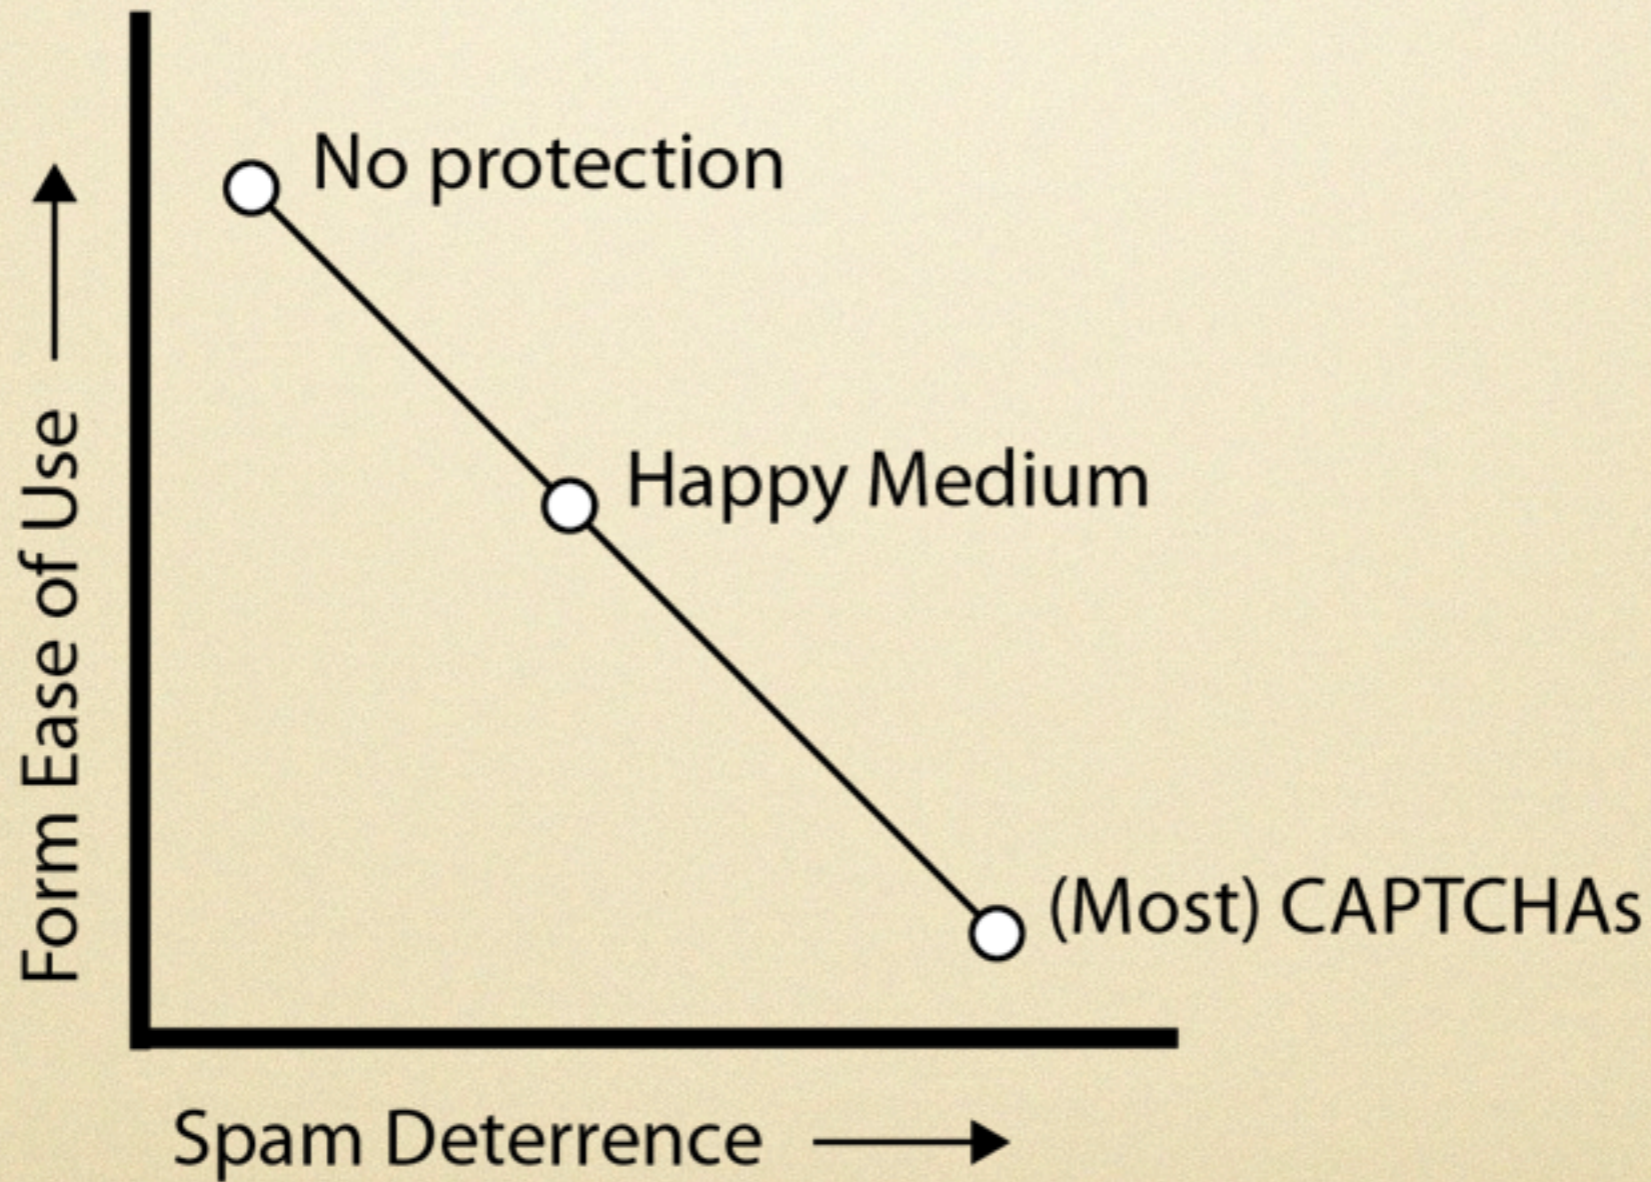 No protection
Happy Medium
(Most) CAPTCHAs
Form Ease of Use
Spam Deterrence